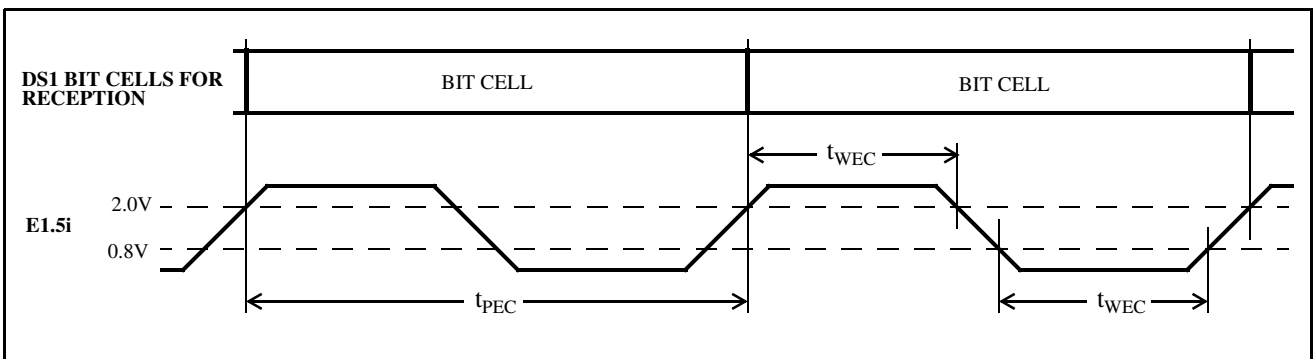 DS1 BIT CELLS FOR
RECEPTION
BIT CELL
BIT CELL
tWEC
E1.5i
2.0V
0.8V
tPEC
tWEC